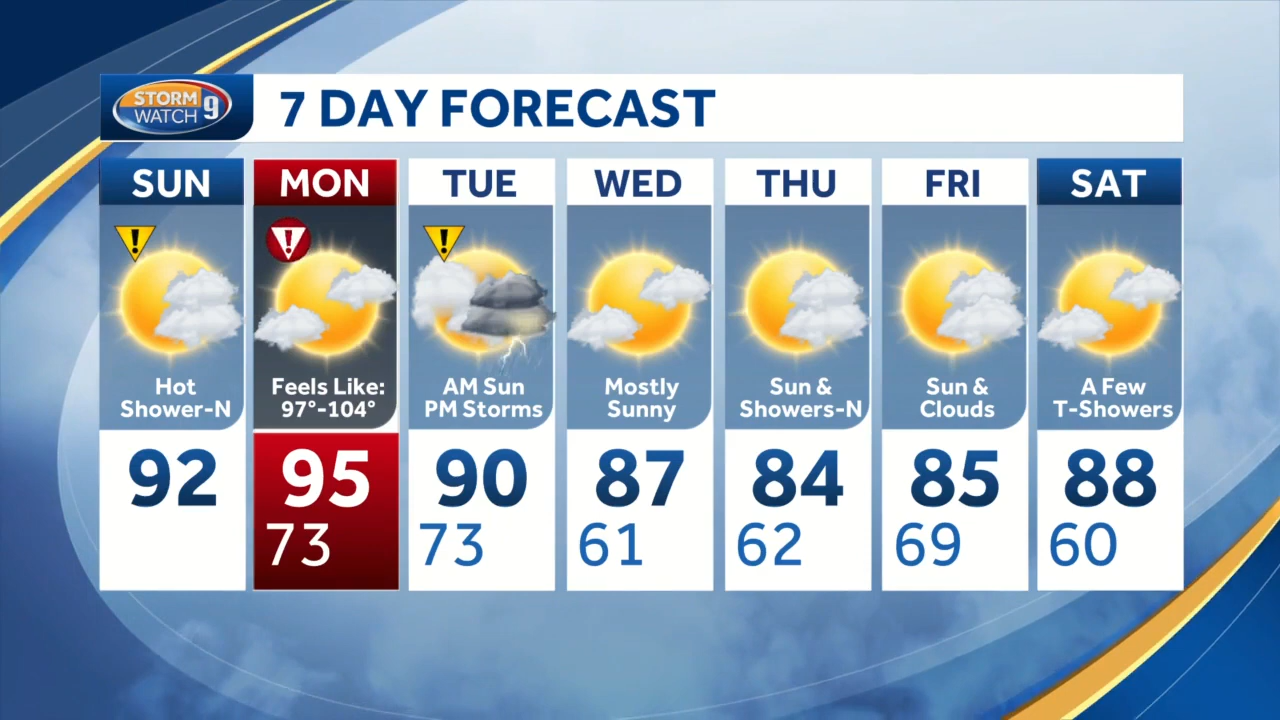 STORM
WATCH 9
7 DAY FORECAST
SUN
MON
TUE
WED
THU
FRI
SAT
!
!
!
Hot
Shower-N
Feels Like:
97°-104°
AM Sun
PM Storms
Mostly
Sunny
Sun &
Showers-N
Sun &
Clouds
A Few
T-Showers
92
95
90
87
84
85
88
73
73
61
62
69
60